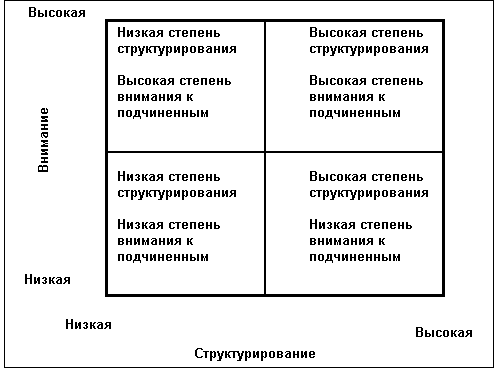 Высокая
Внимание
Низкая степень
структурирования
Высокая степень
внимания к
подчиненным
Высокая степень
структурирования
Высокая степень
внимания к
подчиненным
Низкая степень
структурирования
Низкая степень
внимания к
подчиненным
Высокая степень
структурирования
Низкая степень
внимания к
подчиненным
Низкая
Низкая
Высокая
Структурирование